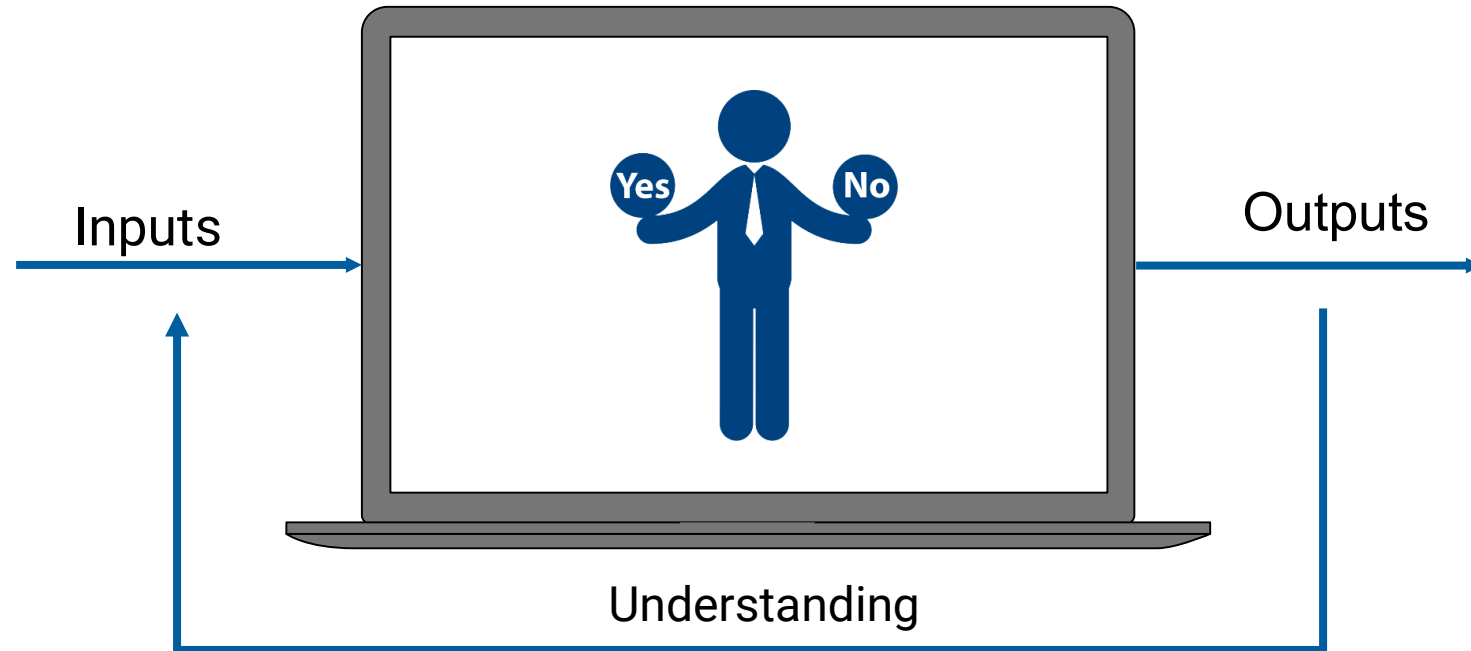 Yes
No
Inputs
Outputs
Understanding